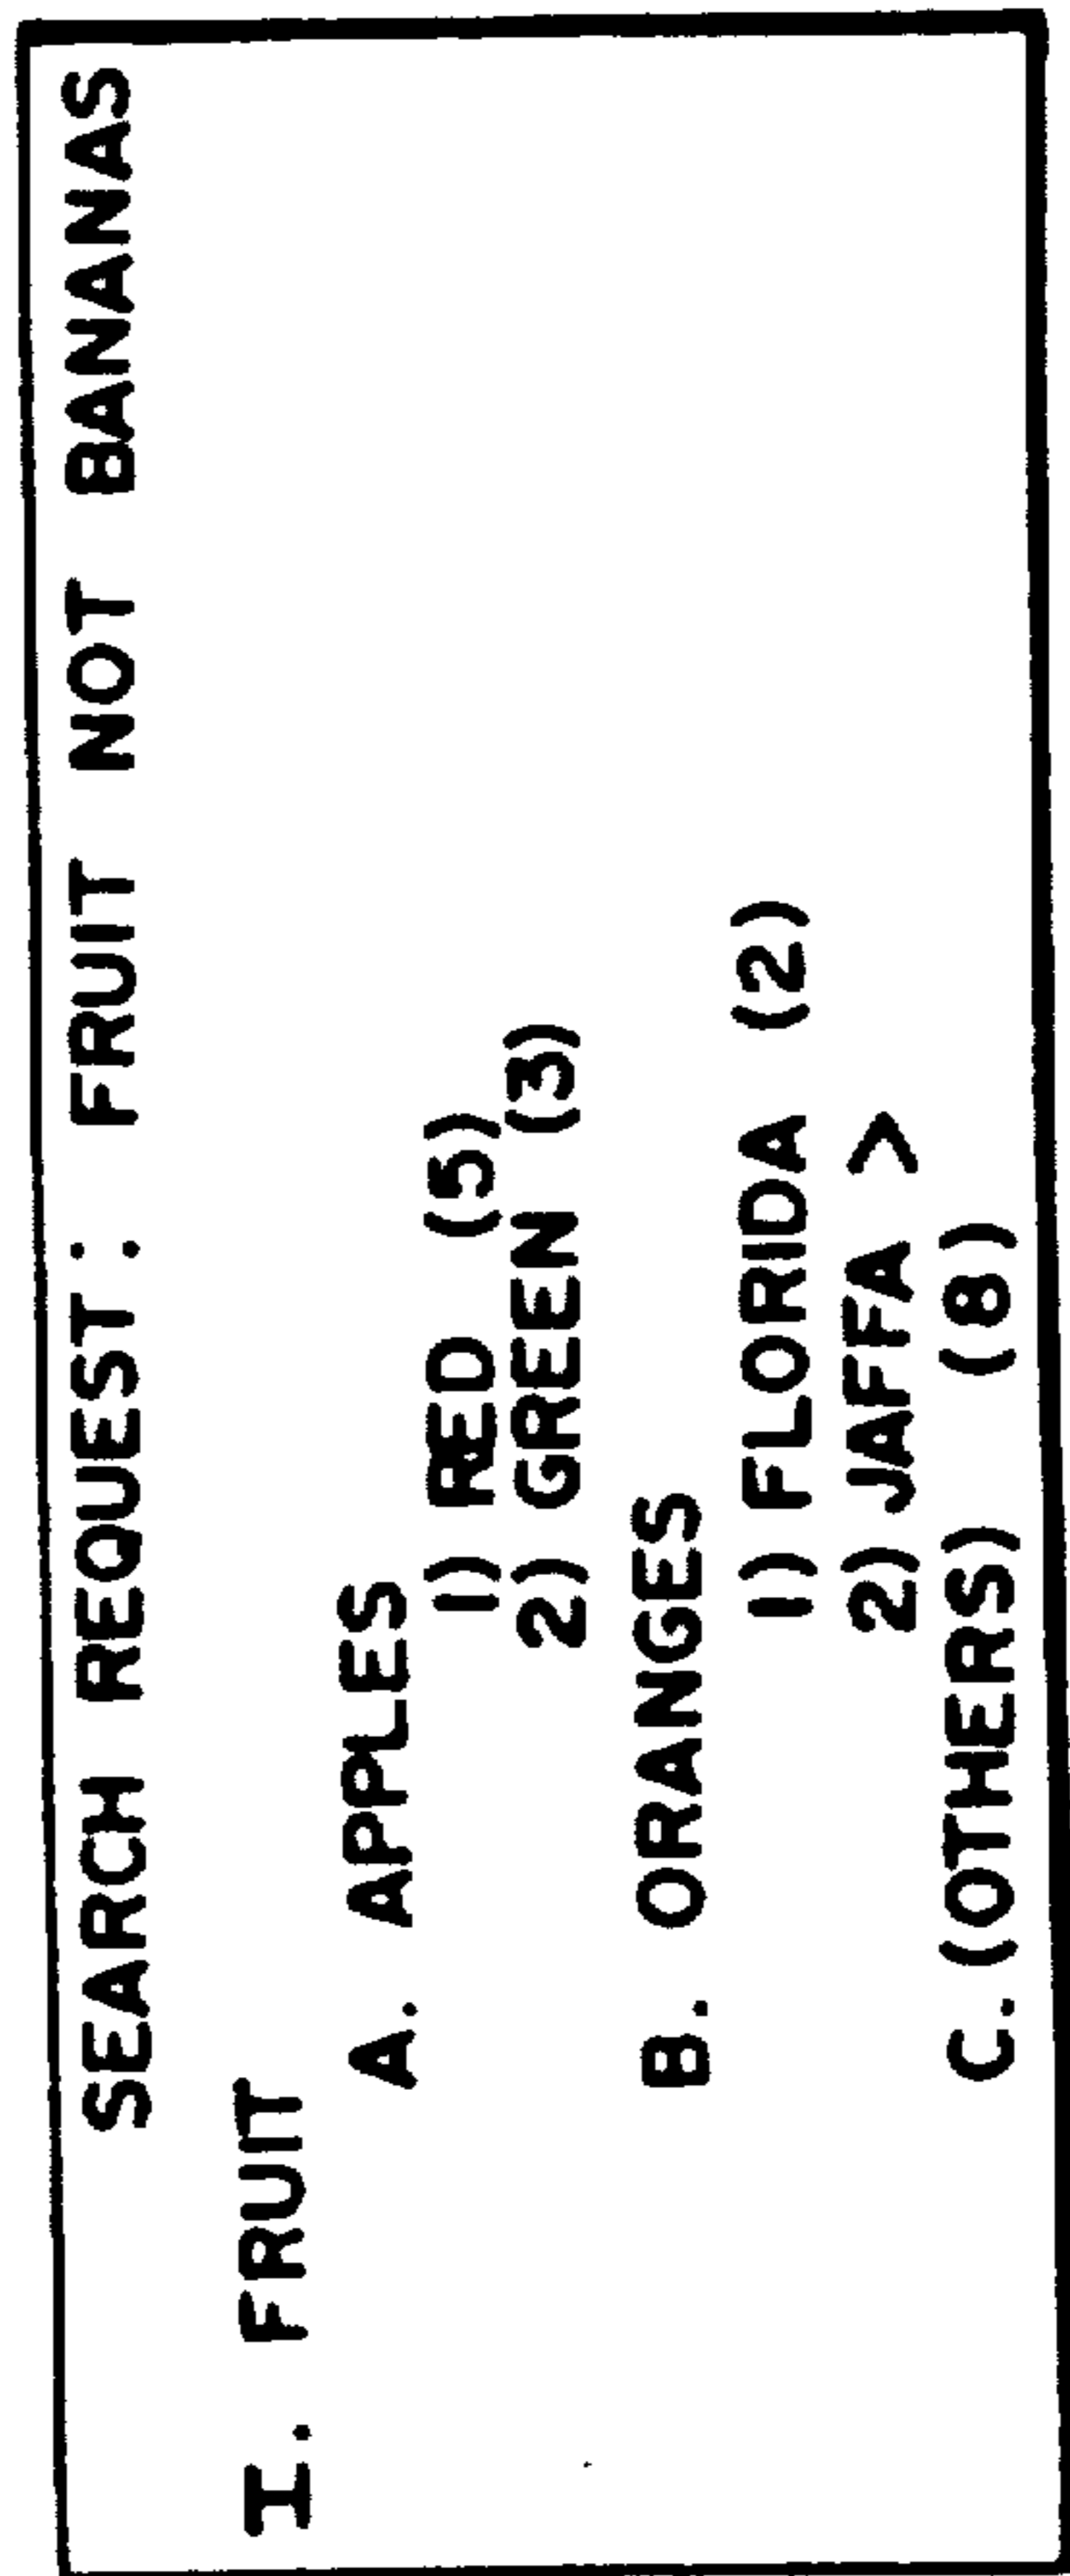 SEARCH REQUEST: FRUIT NOT BANANAS
I. FRUIT
A. APPLES
1) RED (5)
2) GREEN (3)
B. ORANGES
1) FLORIDA (2)
2) JAFFA >
C. (OTHERS) (8)